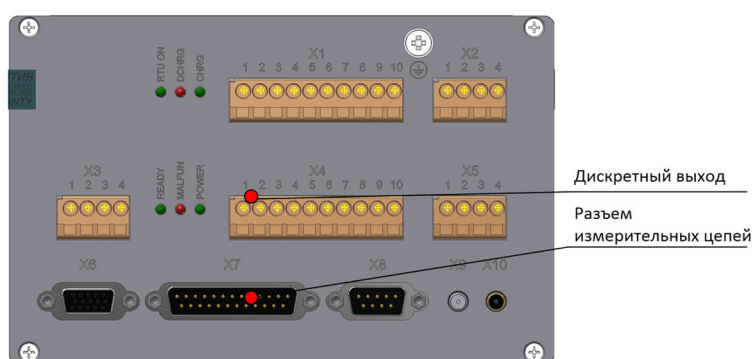 X1
X2
RTU ON
DCHRG
CHRG
1 2 3 4 5 6 7 8 9 10
1 2 3 4
ТИЯ
NTY
X3
X4
X5
1 2 3 4
READY
MALFUN
POWER
1 2 3 4 5 6 7 8 9 10
1 2 3 4
Дискретный выход
Разъем
измерительных цепей
X6
X7
X8
X9
X10